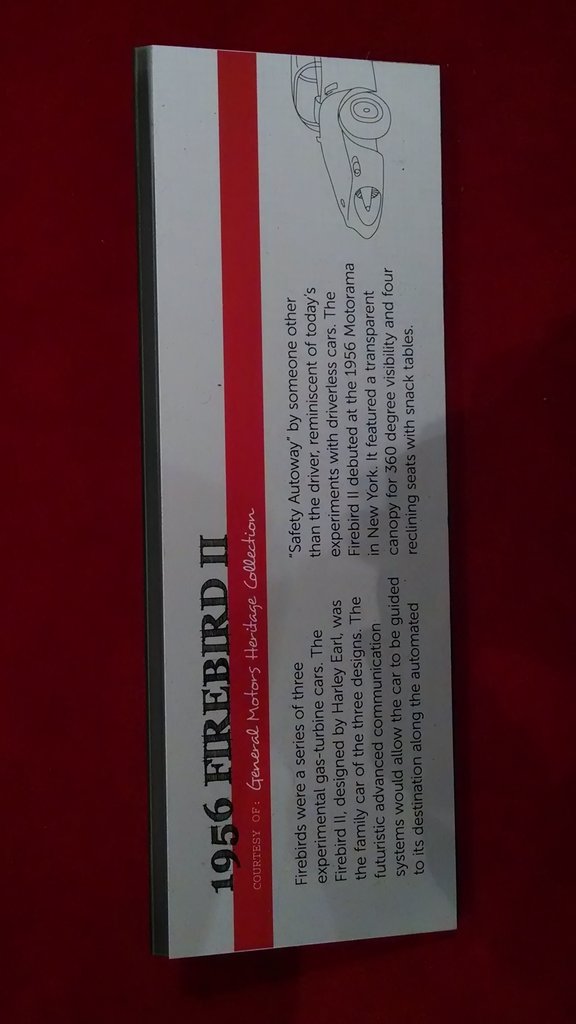 1956 FIREBIRD II
COURTESY OF: General Motors Heritage Collection
Firebirds were a series of three
experimental gas-turbine cars. The
Firebird II, designed by Harley Earl, was
the family car of the three designs. The
futuristic advanced communication
systems would allow the car to be guided
to its destination along the automated
"Safety Autoway" by someone other
than the driver, reminiscent of today's
experiments with driverless cars. The
Firebird II debuted at the 1956 Motorama
in New York. It featured a transparent
canopy for 360 degree visibility and four
reclining seats with snack tables.